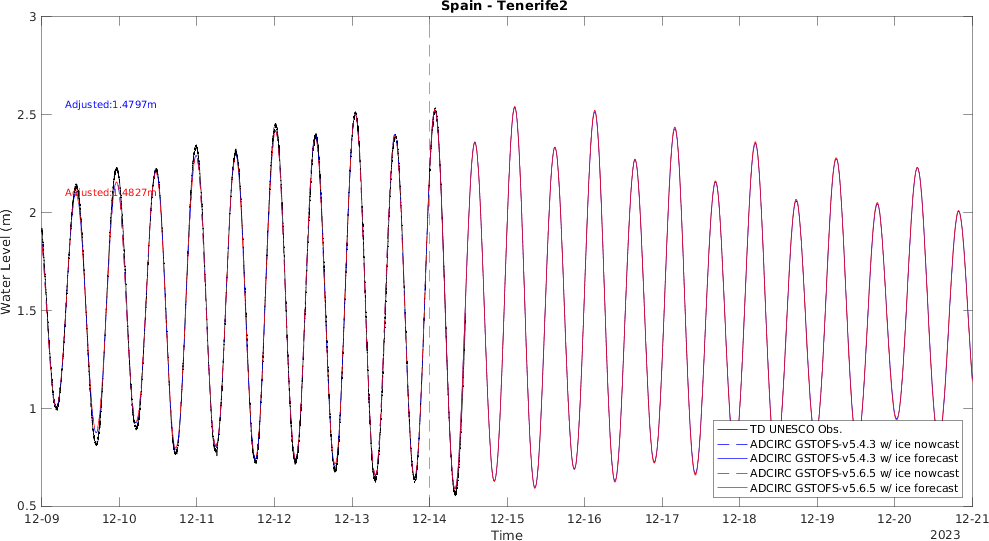 Spain - Tenerife2
3
2.5
2
1.5
1
0.5
Water Level (m)
Adjusted:1.4797m
Adjusted:1.4827m
TD UNESCO Obs.
ADCIRC GSTOFS-v5.4.3 w/ ice nowcast
ADCIRC GSTOFS-v5.4.3 w/ ice forecast
ADCIRC GSTOFS-v5.6.5 w/ ice nowcast
ADCIRC GSTOFS-v5.6.5 w/ ice forecast
12-09 12-10 12-11 12-12 12-13 12-14 12-15 12-16 12-17 12-18 12-19 12-20 12-21
Time
2023